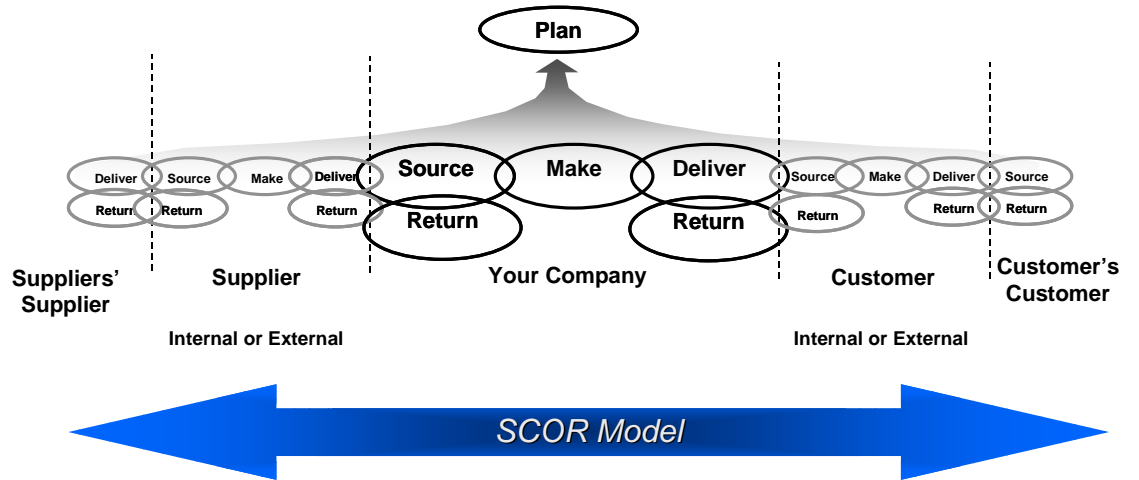 Plan
Deliver Source Make Deliver Source Make Deliver Source Make Deliver Source
Return Return Return Return Return Return Return Return
Suppliers' Supplier Your Company Customer Customer's
Supplier Customer
Internal or External Internal or External
SCOR Model